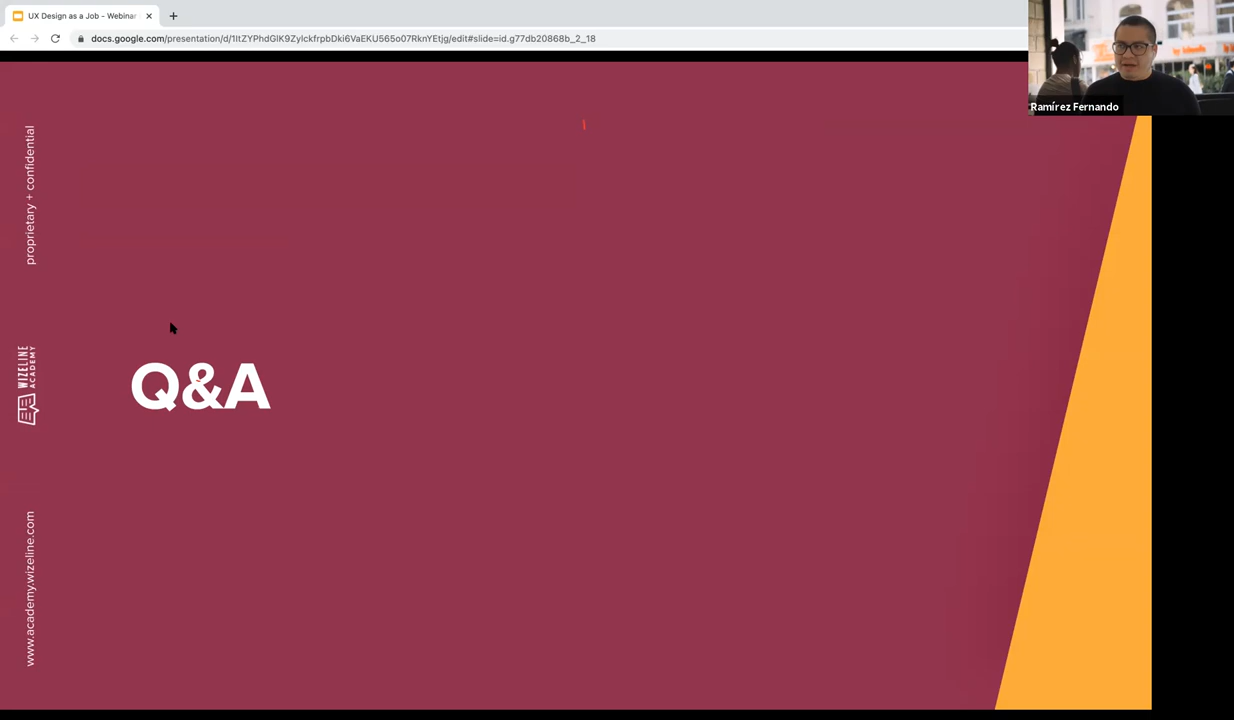 UX Design as a Job - Webinar
docs.google.com/presentation/d/1ItZYPhdGlK9ZylckfrpbDki6VaEKU565o07RknYEtjg/edit#slide=id.g77db20868b_2_18
Ramírez Fernando
proprietary + confidential
WIZELINE
ACADEMY
Q&A
www.academy.wizeline.com